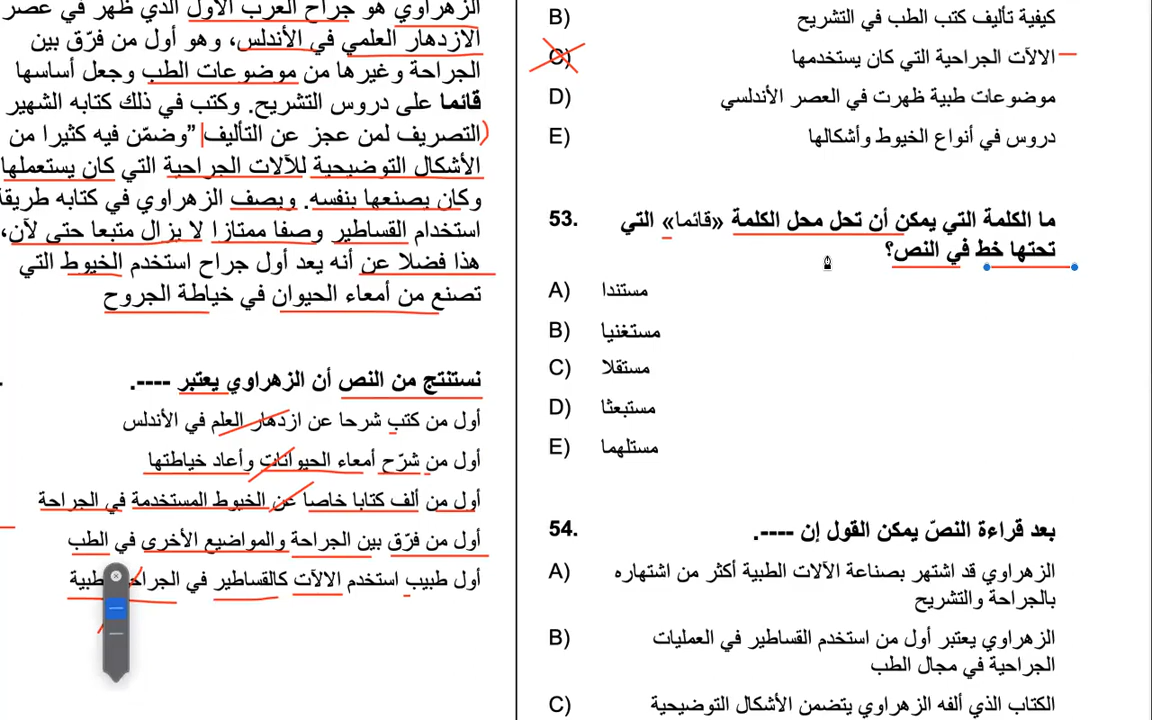 الزهراوي هو جراح العرب الأول الذي ظهر في عصر
الازدهار العلمي في الأندلس، وهو أول من فرّق بين
الجراحة وغيرها من موضوعات الطب وجعل أساسها
قائما على دروس التشريح. وكتب في ذلك كتابه الشهير
التصريف لمن عجز عن التأليف” وضمّن فيه كثيرا من
الأشكال التوضيحية للآلات الجراحية التي كان يستعملها
وكان يصنعها بنفسه. ويصف الزهراوي في كتابه طريقة
استخدام القساطير وصفا ممتازا لا يزال متبعا حتى لآن،
هذا فضلا عن أنه يعد أول جراح استخدم الخيوط التي
تصنع من أمعاء الحيوان في خياطة الجروح
نستنتج من النص أن الزهراوي يعتبر ----.
أول من كتب شرحا عن ازدهار العلم في الأندلس
أول من شرّح أمعاء الحيوانات وأعاد خياطتها
أول من ألف كتابا خاصا عن الخيوط المستخدمة في الجراحة
أول من فرّق بين الجراحة والمواضيع الأخرى في الطب
أول طبيب استخدم الالآت كالقساطير في
B) كيفية تأليف كتب الطب في التشريح
C) الالآت الجراحية التي كان يستخدمها
D) موضوعات طبية ظهرت في العصر الأندلسي
E) دروس في أنواع الخيوط وأشكالها
53. ما الكلمة التي يمكن أن تحل محل الكلمة «قائما» التي
تحتها خط في النص؟
A) مستندا
B) مستغنيا
C) مستقلا
D) مستبعثا
E) مستلهما
54. بعد قراءة النصّ يمكن القول إن ----.
A) الزهراوي قد اشتهر بصناعة الآلات الطبية أكثر من اشتهاره
بالجراحة والتشريح
B) الزهراوي يعتبر أول من استخدم القساطير في العمليات
الجراحية في مجال الطب
C) الكتاب الذي ألفه الزهراوي يتضمن الأشكال التوضيحية